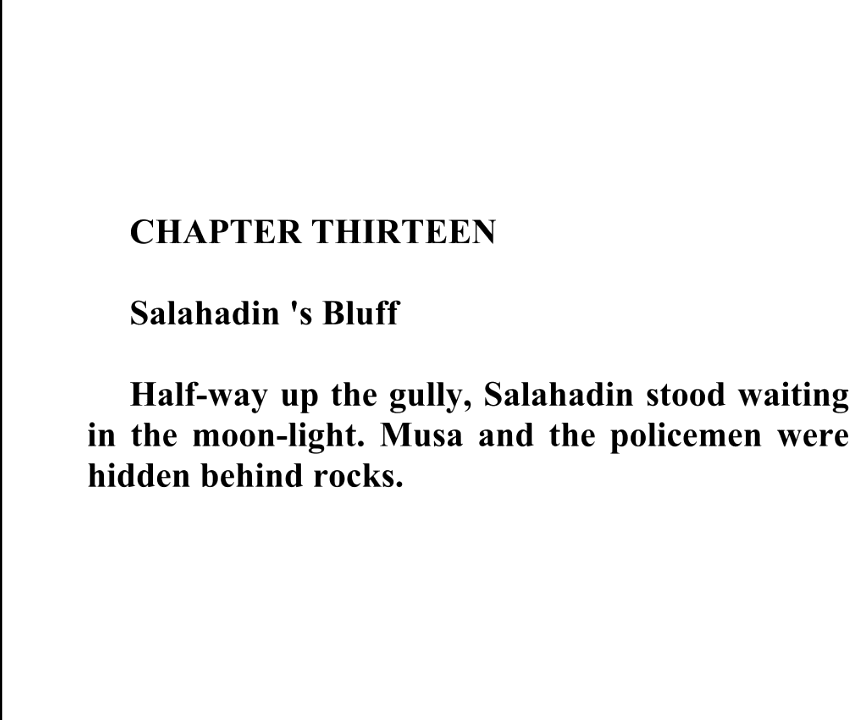 CHAPTER THIRTEEN
Salahadin 's Bluff
Half-way up the gully, Salahadin stood waiting
in the moon-light. Musa and the policemen were
hidden behind rocks.